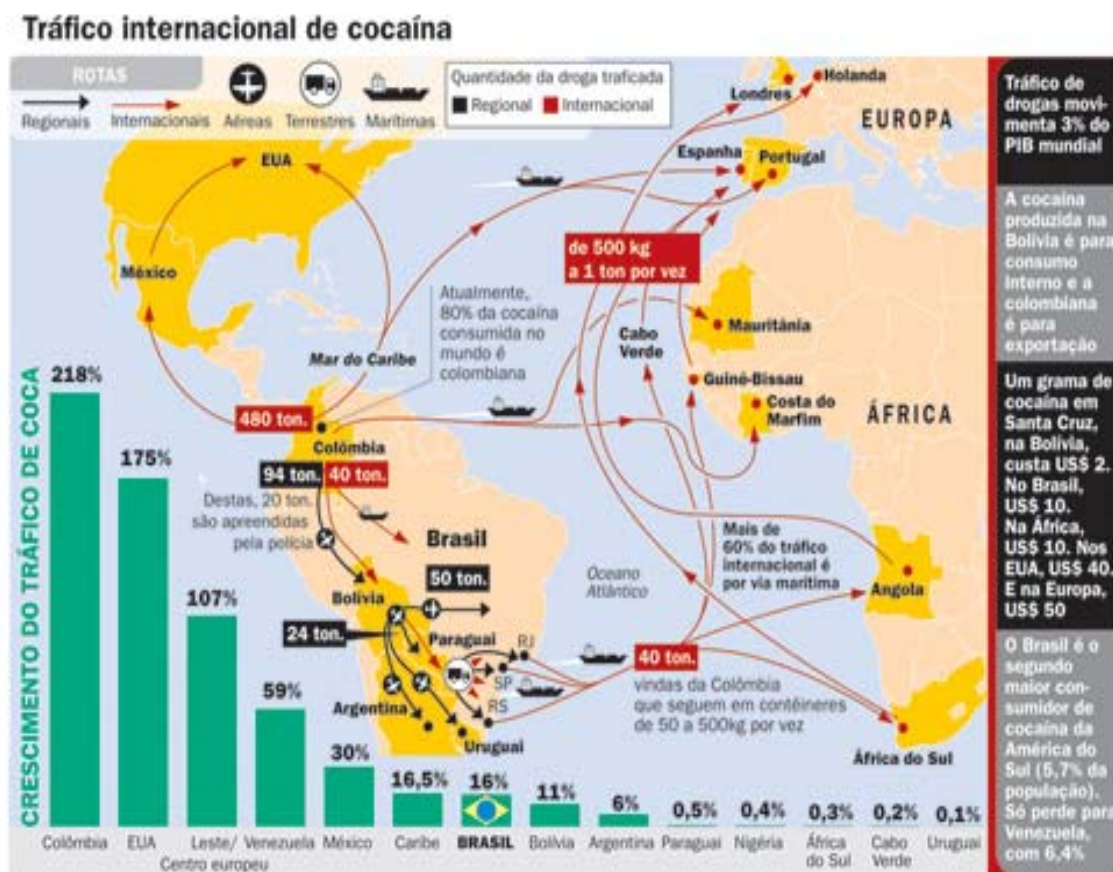 Tráfico internacional de cocaína
ROTAS
Regionais
Internacionais
Aéreas
Terrestres
Marítimas
Quantidade da droga traficada
Regional
Internacional
EUA
México
Mar do Caribe
Atualmente,
80% da cocaína
consumida no
mundo é
colombiana
480 ton.
Colômbia
94 ton.
40 ton.
Destas, 20 ton.
são apreendidas
pela polícia
Brasil
50 ton.
Bolívia
24 ton.
Paraguai
RJ
SP
RS
Argentina
Uruguai
Londres
Holanda
EUROPA
Espanha
Portugal
de 500 kg
a 1 ton por vez
Mauritânia
Cabo
Verde
Guiné-Bissau
Costa do
Marfim
ÁFRICA
Mais de
60% do tráfico
internacional é
por via marítima
Oceano
Atlântico
Angola
40 ton.
vindas da Colômbia
que seguem em contêineres
de 50 a 500kg por vez
África do Sul
CRESCIMENTO DO TRÁFICO DE COCA
218%
175%
107%
59%
30%
16,5%
16%
11%
6%
0,5%
0,4%
0,3%
0,2%
0,1%
Colômbia
EUA
Leste/
Centro europeu
Venezuela
México
Caribe
BRASIL
Bolívia
Argentina
Paraguai
Nigéria
África
do Sul
Cabo
Verde
Uruguai
Tráfico de
drogas movi-
menta 3% do
PIB mundial
A cocaína
produzida na
Bolívia é para
consumo
interno e a
colombiana
é para
exportação
Um grama de
cocaína em
Santa Cruz,
na Bolívia,
custa US$ 2.
No Brasil,
US$ 10.
Na África,
US$ 10. Nos
EUA, US$ 40.
E na Europa,
US$ 50
O Brasil é o
segundo
maior con-
sumidor de
cocaína da
América do
Sul (5,7% da
população).
Só perde para
Venezuela,
com 6,4%